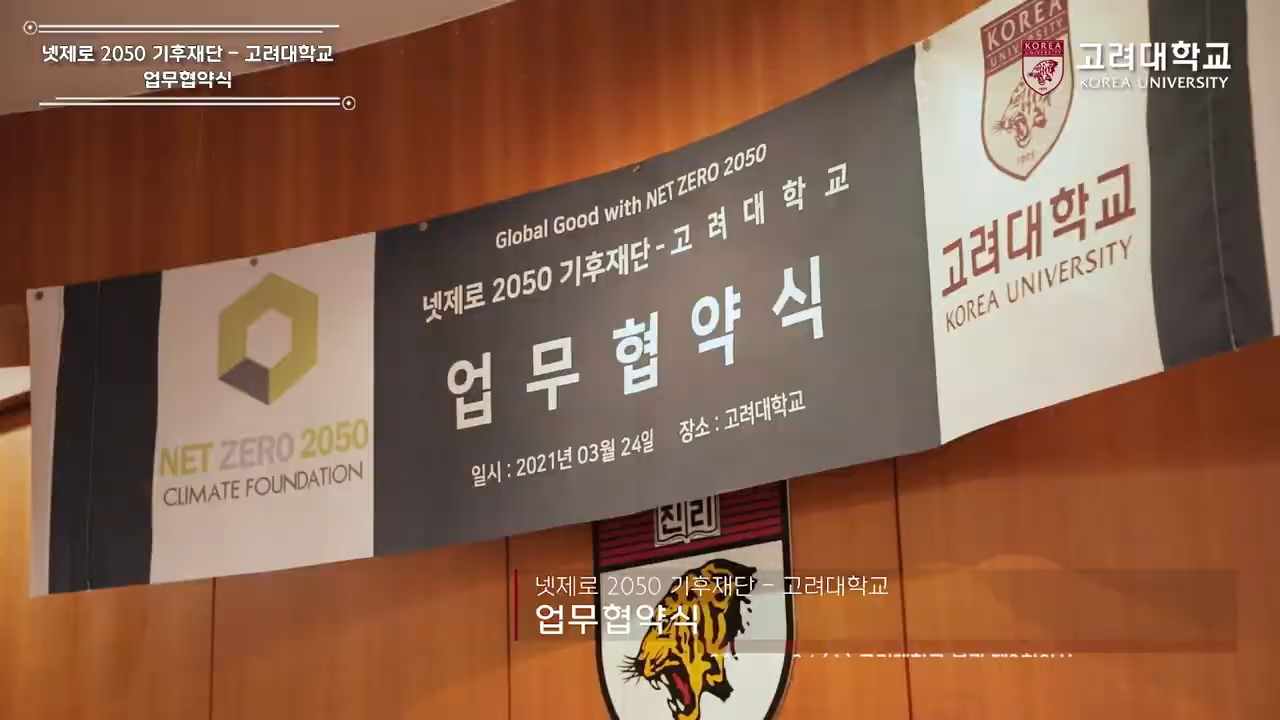 넷제로 2050 기후재단 - 고려대학교
업무협약식
KOREA
UNIVERSITY
고려대학교
KOREA UNIVERSITY
KOREA
UNIVERSITY
1905
Global Good with NET ZERO 2050
넷제로 2050 기후재단 - 고 려 대 학 교
업 무 협 약 식
일시 : 2021년 03월 24일 장소 : 고려대학교
NET ZERO 2050
CLIMATE FOUNDATION
고려대학교
KOREA UNIVERSITY
진리
넷제로 2050 기후재단 - 고려대학교
업무협약식